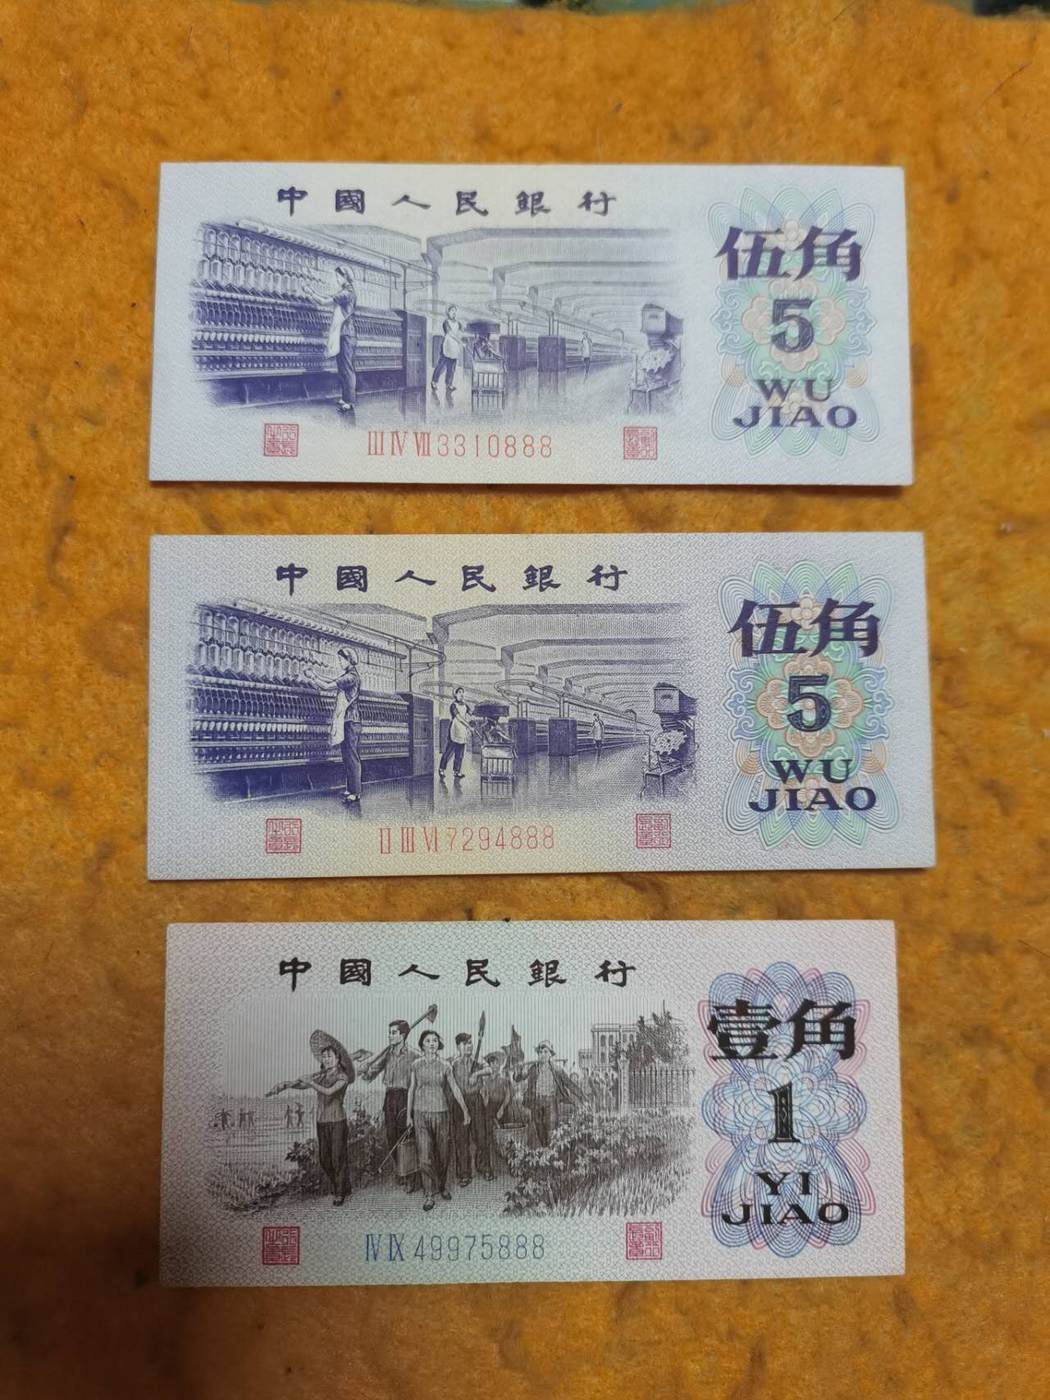 中國人民銀行
伍角
5
WU
JIAO
III IV VII 3310888
中國人民銀行
伍角
5
WU
JIAO
II III VI 7294888
中國人民銀行
壹角
1
YI
JIAO
IV IX 49975888